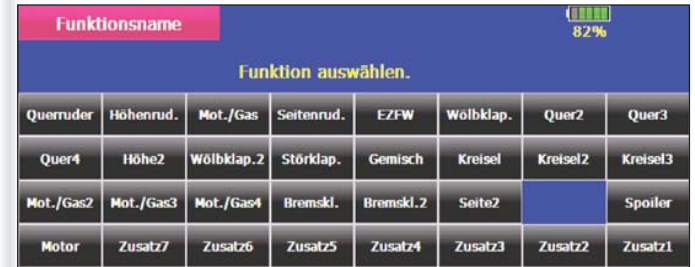 Funktionsname
82%
Funktion auswählen.
Querruder Höhenrud. Mot./Gas Seitenrud. EZFW Wölbklap. Quer2 Quer3
Quer4 Höhe2 Wölbklap.2 Störklap. Gemisch Kreisel Kreisel2 Kreisel3
Mot./Gas2 Mot./Gas3 Mot./Gas4 Bremskl. Bremskl.2 Seite2 Spoiler
Motor Zusatz7 Zusatz6 Zusatz5 Zusatz4 Zusatz3 Zusatz2 Zusatz1